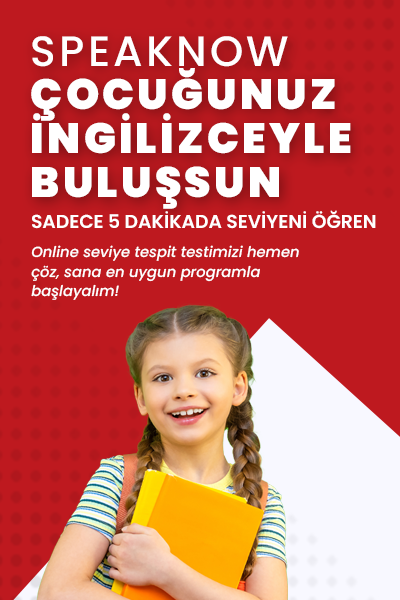 SPEAKNOW
ÇOCUĞUNUZ
İNGİLİZCEYLE
BULUŞSUN
SADECE 5 DAKİKADA SEVİYENİ ÖĞREN
Online seviye tespit testimizi hemen
çöz, sana en uygun programla
başlayalım!